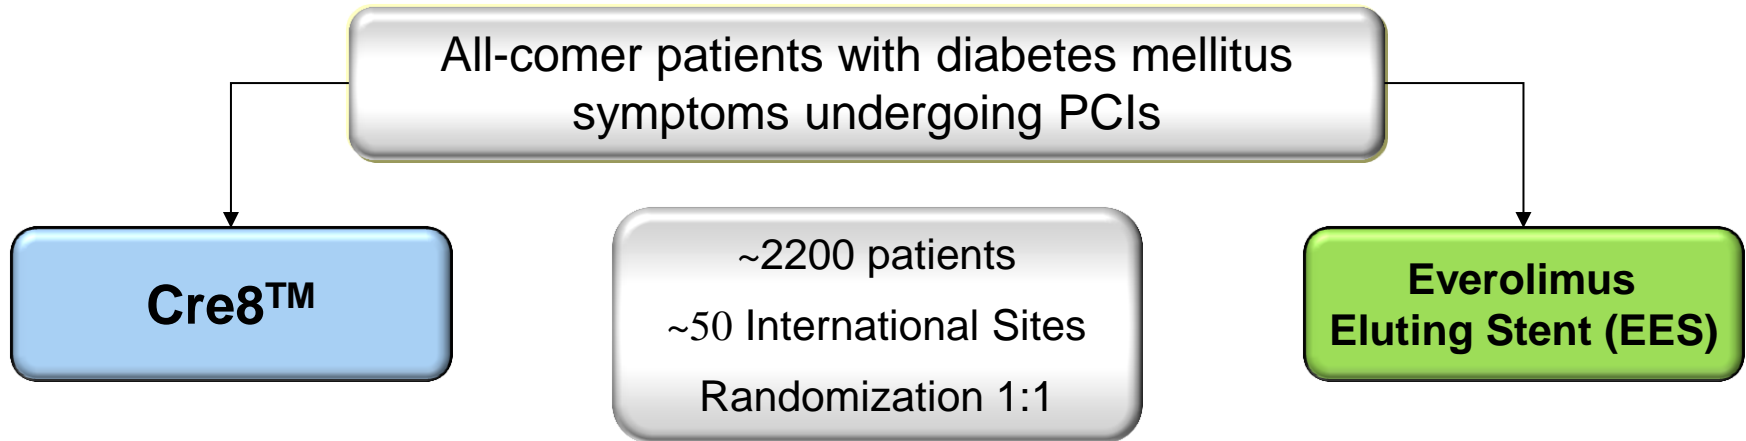 All-comer patients with diabetes mellitus
symptoms undergoing PCIs
Cre8™
~2200 patients
~50 International Sites
Randomization 1:1
Everolimus
Eluting Stent (EES)